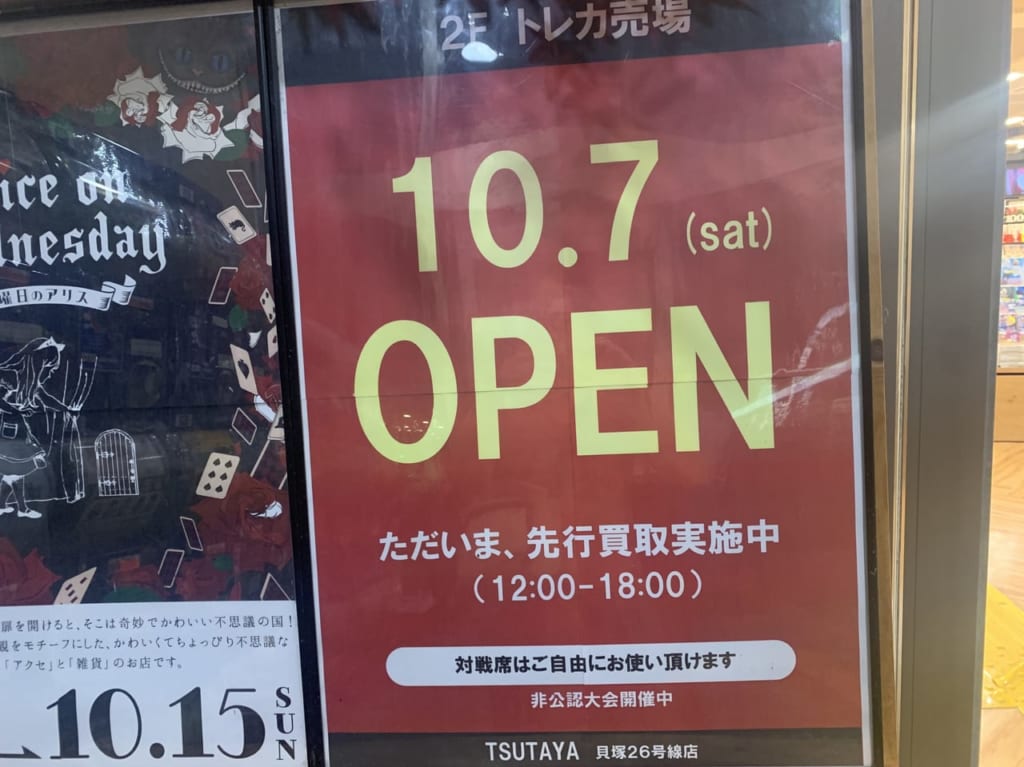 2F トレカ売場
10.7 (sat)
OPEN
ただいま、先行買取実施中
(12:00-18:00)
対戦席はご自由にお使い頂けます
非公認大会開催中
TSUTAYA 貝塚26号線店
nce on
dnesday
曜日のアリス
扉を開けると、そこは奇妙でかわいい不思議の国!
観をモチーフにした、かわいくてちょっぴり不思議な
「アクセ」と「雑貨」のお店です。
10.15 SUN